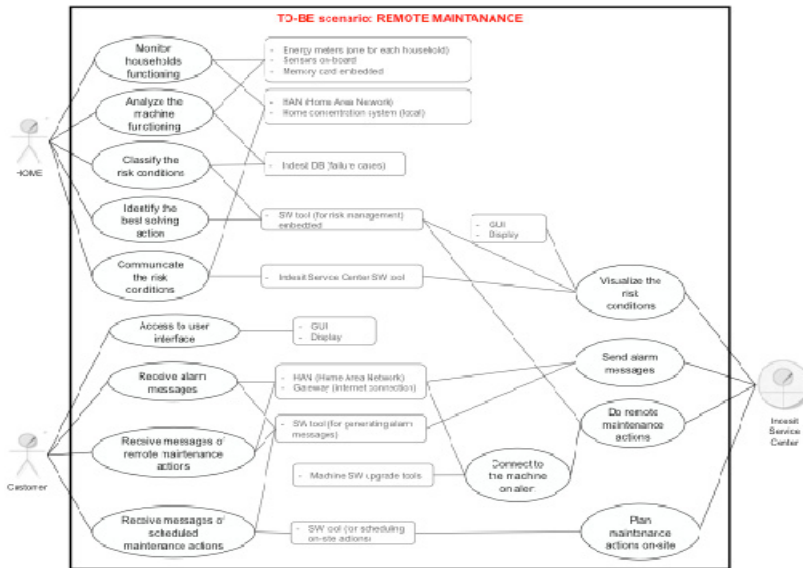 TO-BE scenario: REMOTE MAINTANANCE
Monitor
households
functioning
- Energy meters (one for each household)
- Sensors on-board
- Memory card embedded
Analyze the
machine
functioning
- HAN (Home Area Network)
- Home concentration system (local)
HOME
Classify the
risk conditions
- Indesit DB (failure cases)
Identify the
best solving
action
- SW tool (for risk management)
embedded
- GUI
- Display
Communicate
the risk
conditions
- Indesit Service Center SW tool
Visualize the
risk
conditions
Access to user
interface
- GUI
- Display
Receive alarm
messages
- HAN (Home Area Network)
- Gateway (internet connection)
Send alarm
messages
Receive messages of
remote maintenance
actions
- SW tool (for generating alarm
messages)
Do remote
maintenance
actions
Indesit
Service
Center
Customer
- Machine SW upgrade tools
Connect to
the machine
on alert
Receive messages of
scheduled
maintenance actions
- SW tool (for scheduling
on-site actions)
Plan
maintenance
actions on-site